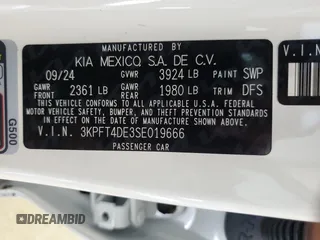 MANUFACTURED BY
KIA MEXICO, S.A. DE C.V.
09/24 GVWR 3924 LB PAINT SWP
GAWR 2361 LB GAWR 1980 LB TRIM DFS
THIS VEHICLE CONFORMS TO ALL APPLICABLE
U.S. FEDERAL MOTOR VEHICLE SAFETY, BUMPER,
AND THEFT PREVENTION STANDARDS IN EFFECT
ON THE DATE OF MANUFACTURE SHOWN ABOVE.
V.I.N. 3KPFT4DE3SE019666
PASSENGER CAR
G500
V.I.N
DREAMBID